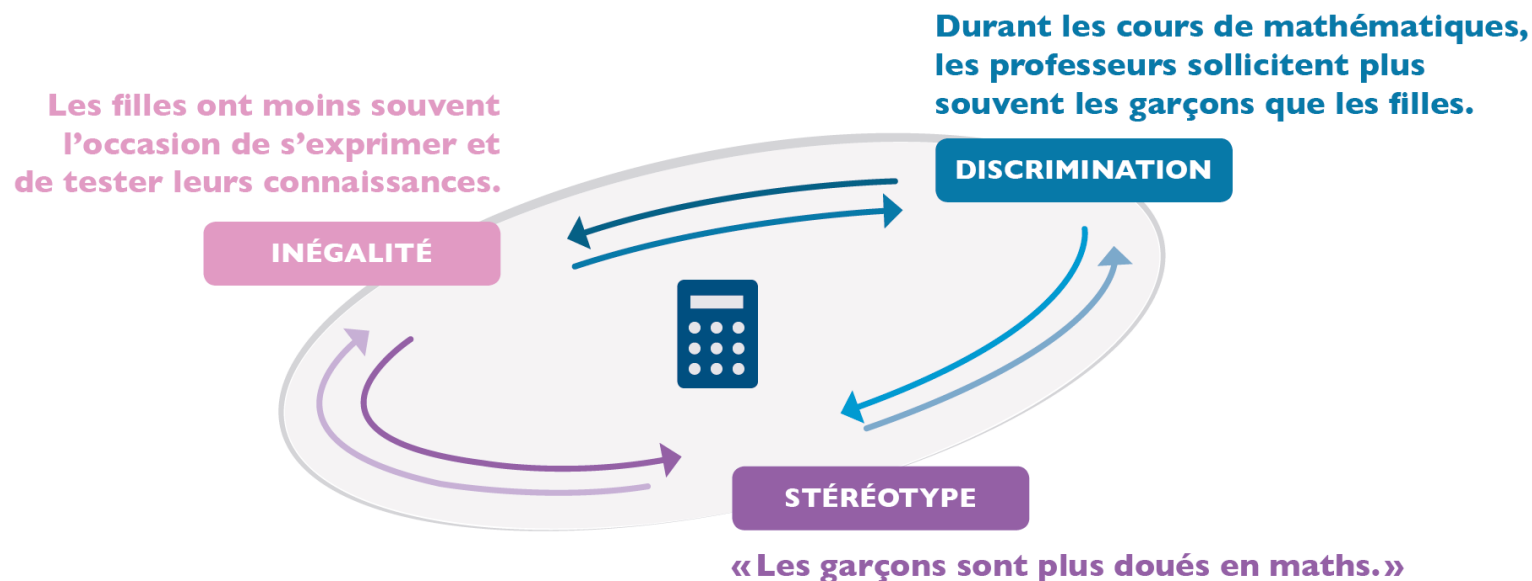 Durant les cours de mathématiques,
les professeurs sollicitent plus
souvent les garçons que les filles.
DISCRIMINATION
Les filles ont moins souvent
l’occasion de s’exprimer et
de tester leurs connaissances.
INÉGALITÉ
STÉRÉOTYPE
«Les garçons sont plus doués en maths.»